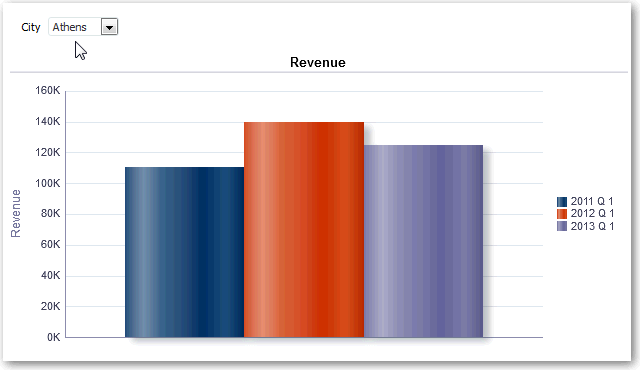 City Athens
Revenue
160K
140K
120K
100K
80K
60K
40K
20K
0K
Revenue
2011 Q 1
2012 Q 1
2013 Q 1